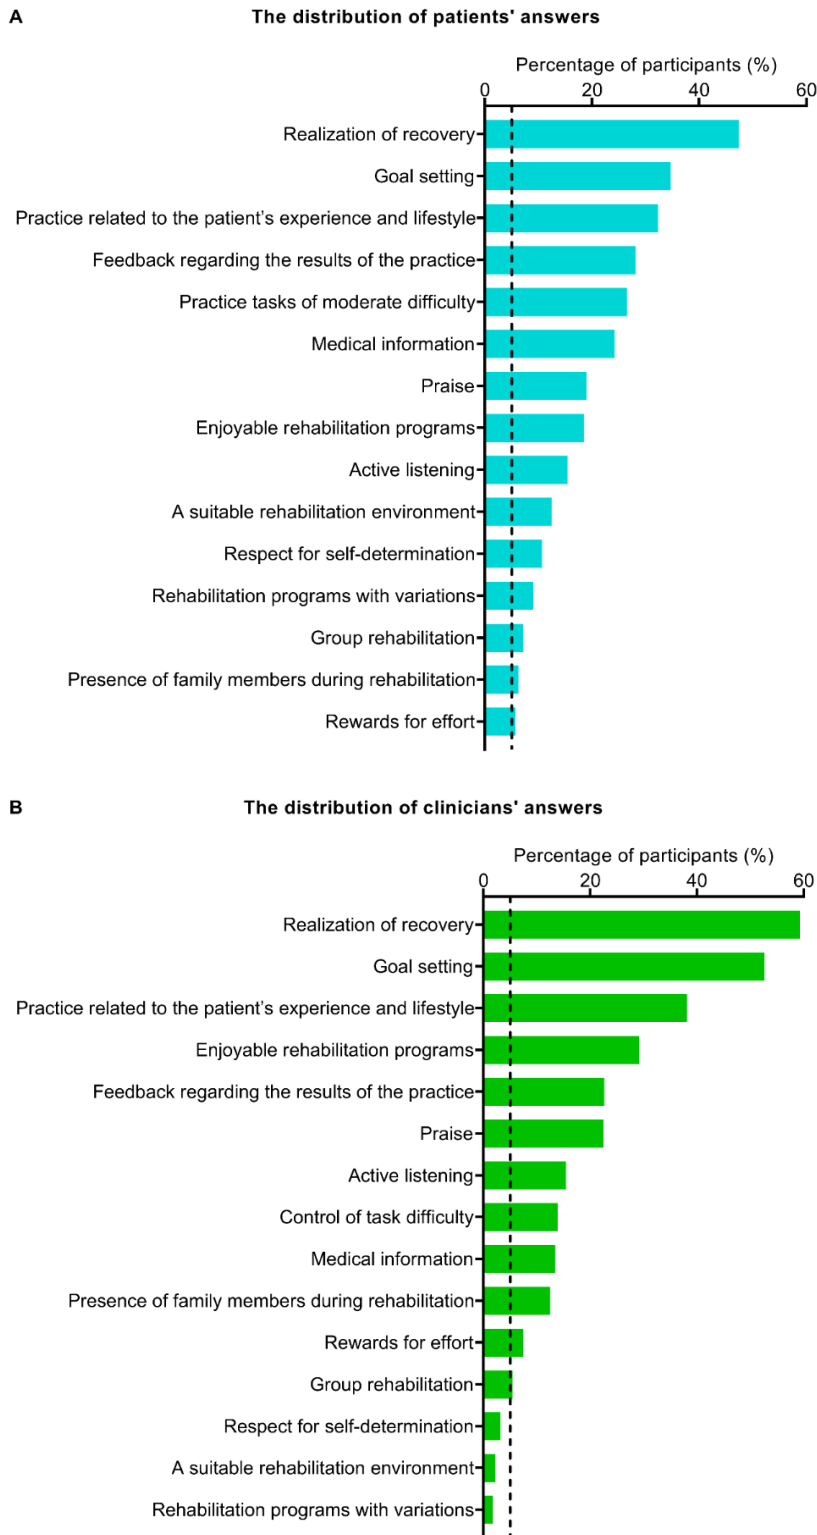 A
The distribution of patients' answers
Percentage of participants (%)
0 20 40 60
Realization of recovery
Goal setting
Practice related to the patient's experience and lifestyle
Feedback regarding the results of the practice
Practice tasks of moderate difficulty
Medical information
Praise
Enjoyable rehabilitation programs
Active listening
A suitable rehabilitation environment
Respect for self-determination
Rehabilitation programs with variations
Group rehabilitation
Presence of family members during rehabilitation
Rewards for effort
B
The distribution of clinicians' answers
Percentage of participants (%)
0 20 40 60
Realization of recovery
Goal setting
Practice related to the patient's experience and lifestyle
Enjoyable rehabilitation programs
Feedback regarding the results of the practice
Praise
Active listening
Control of task difficulty
Medical information
Presence of family members during rehabilitation
Rewards for effort
Group rehabilitation
Respect for self-determination
A suitable rehabilitation environment
Rehabilitation programs with variations